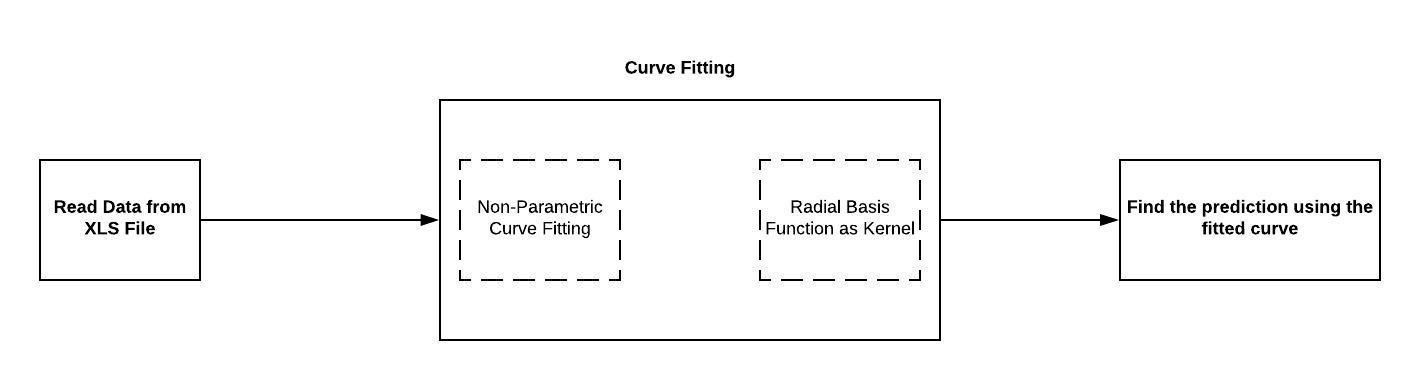 Curve Fitting
Read Data from
XLS File
Non-Parametric
Curve Fitting
Radial Basis
Function as Kernel
Find the prediction using the
fitted curve